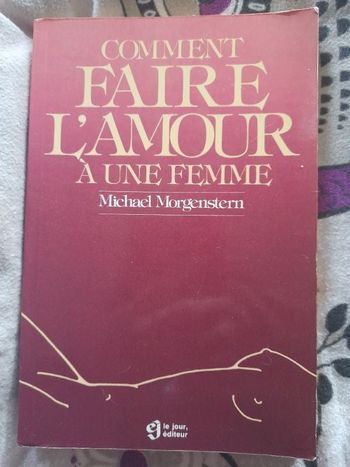 COMMENT
FAIRE
L'AMOUR
À UNE FEMME
Michael Morgenstern
le jour,
éditeur